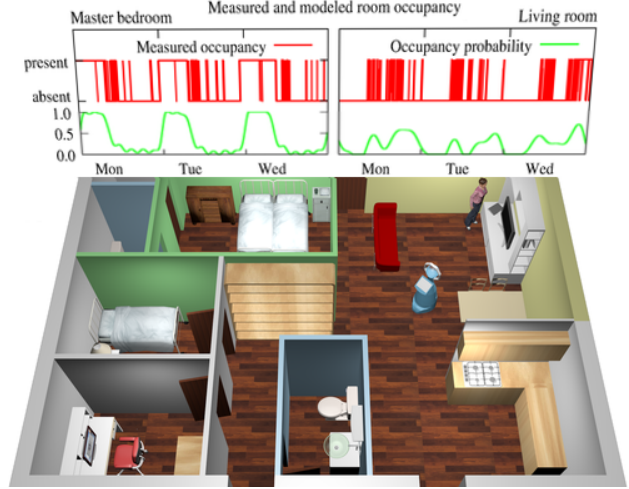 Measured and modeled room occupancy
Master bedroom
Living room
Measured occupancy
Occupancy probability
present
absent
1.0
0.5
0.0
Mon Tue Wed Mon Tue Wed